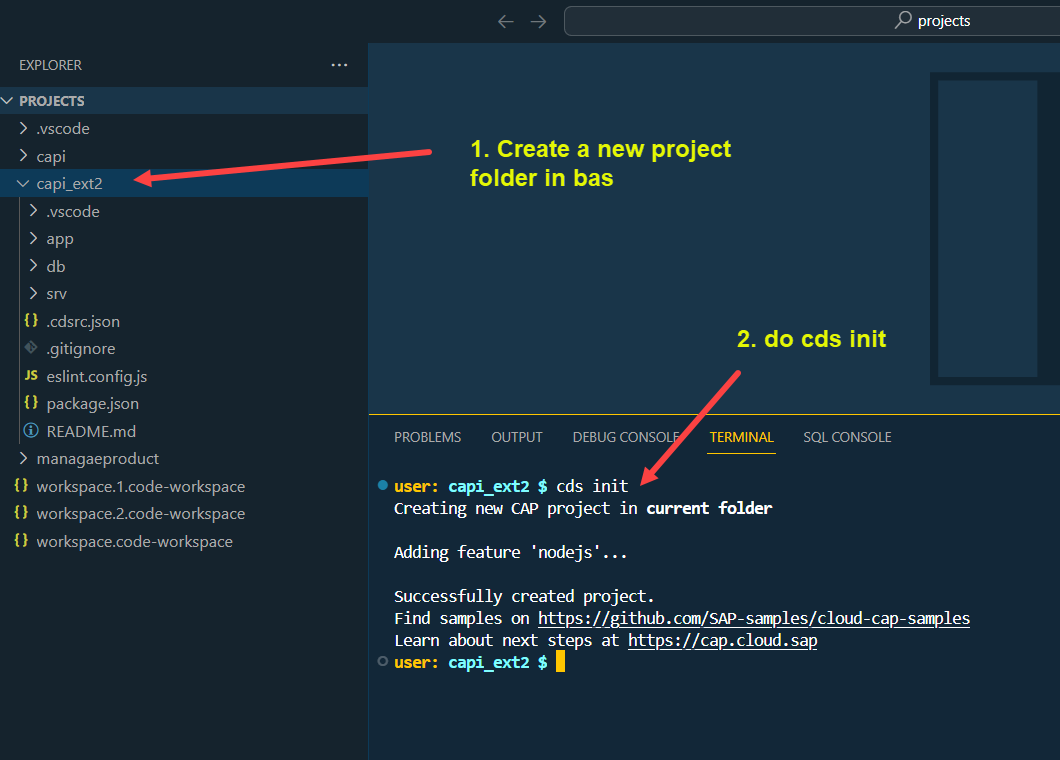 projects
EXPLORER
PROJECTS
.vscode
capi
capi_ext2
.vscode
app
db
srv
{} .cdsrc.json
.gitignore
JS eslint.config.js
{} package.json
README.md
managaeproduct
{} workspace.1.code-workspace
{} workspace.2.code-workspace
{} workspace.code-workspace
1. Create a new project
folder in bas
2. do cds init
PROBLEMS OUTPUT DEBUG CONSOLE TERMINAL SQL CONSOLE
user: capi_ext2 $ cds init
Creating new CAP project in current folder
Adding feature 'nodejs'...
Successfully created project.
Find samples on https://github.com/SAP-samples/cloud-cap-samples
Learn about next steps at https://cap.cloud.sap
user: capi_ext2 $